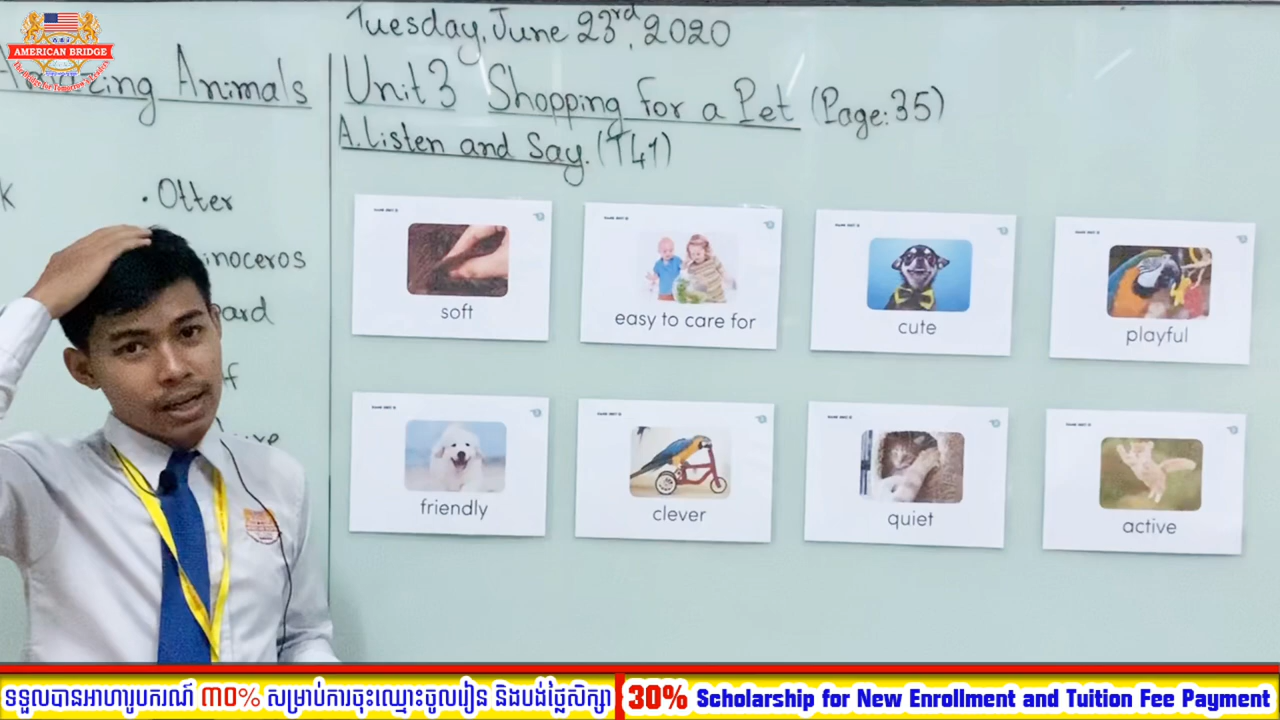 AMERICAN BRIDGE
Tuesday, June 23rd, 2020
Amazing Animals
Unit 3 Shopping for a Pet (Page:35)
A. Listen and Say. (T41)
k
• Otter
noceros
pard
f
soft
easy to care for
cute
playful
friendly
clever
quiet
active
ទទួលបានអាហារូបករណ៍ ៣០% សម្រាប់ការចុះឈ្មោះចូលរៀន និងបង់ថ្លៃសិក្សា
30% Scholarship for New Enrollment and Tuition Fee Payment